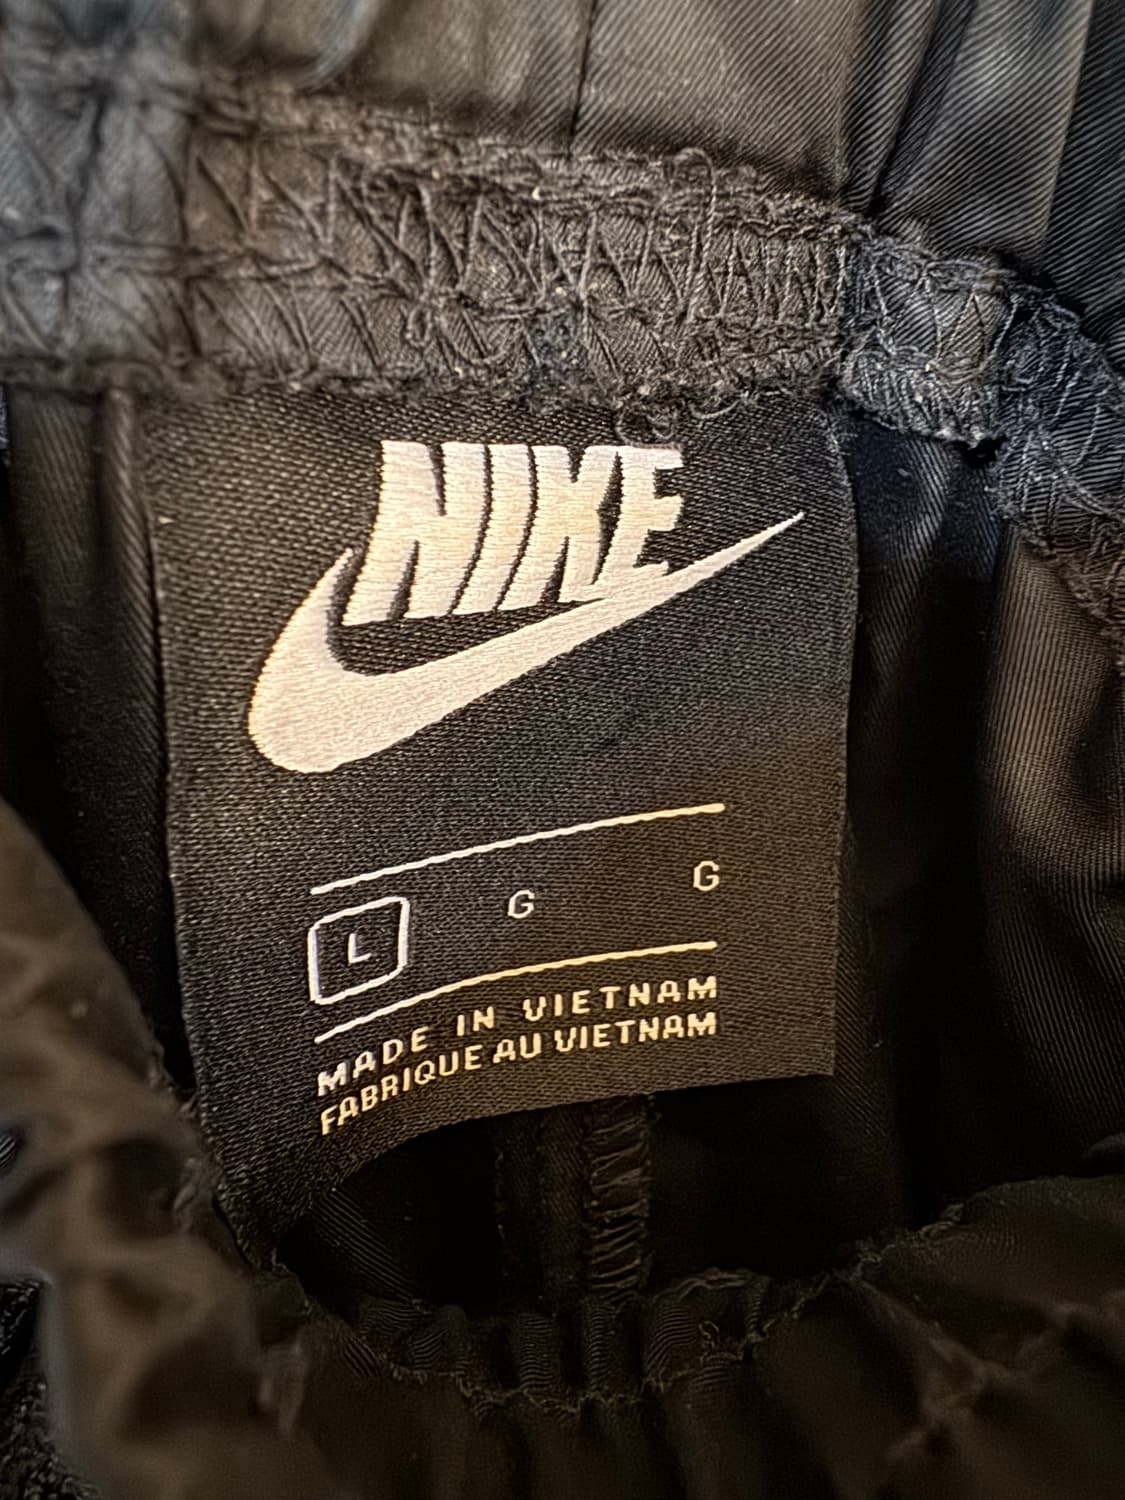 NIKE
L G G
MADE IN VIETNAM
FABRIQUE AU VIETNAM